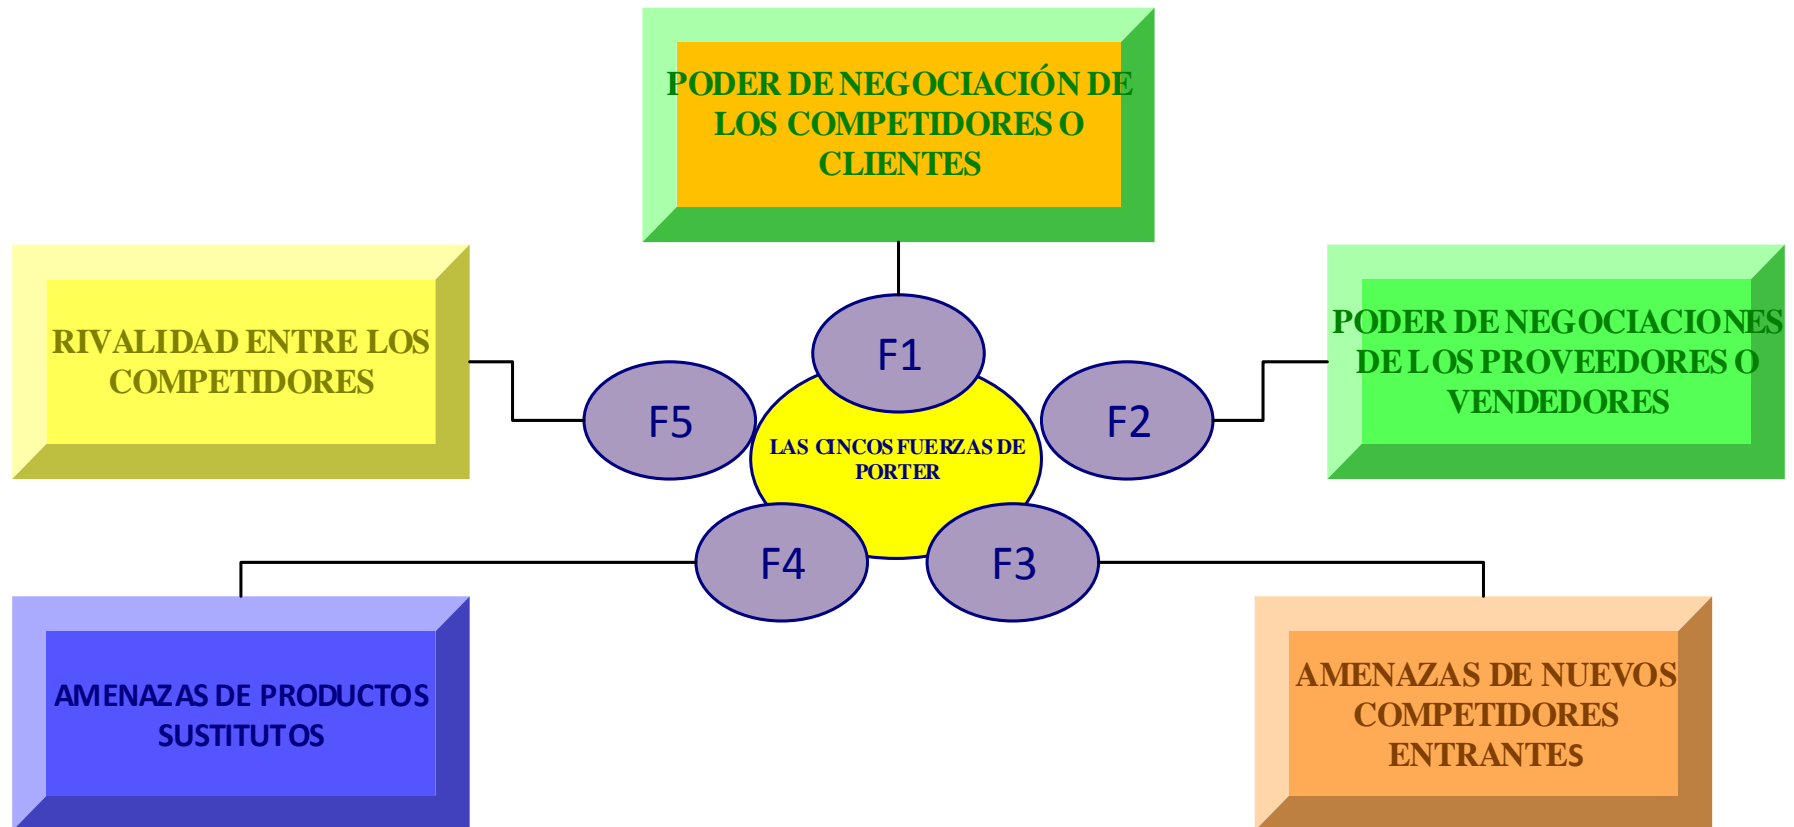 PODER DE NEGOCIACIÓN DE
LOS COMPETIDORES O
CLIENTES
RIVALIDAD ENTRE LOS
COMPETIDORES
PODER DE NEGOCIACIONES
DE LOS PROVEEDORES O
VENDEDORES
F1
F5
F2
LAS CINCOS FUERZAS DE
PORTER
F4
F3
AMENAZAS DE PRODUCTOS
SUSTITUTOS
AMENAZAS DE NUEVOS
COMPETIDORES
ENTRANTES